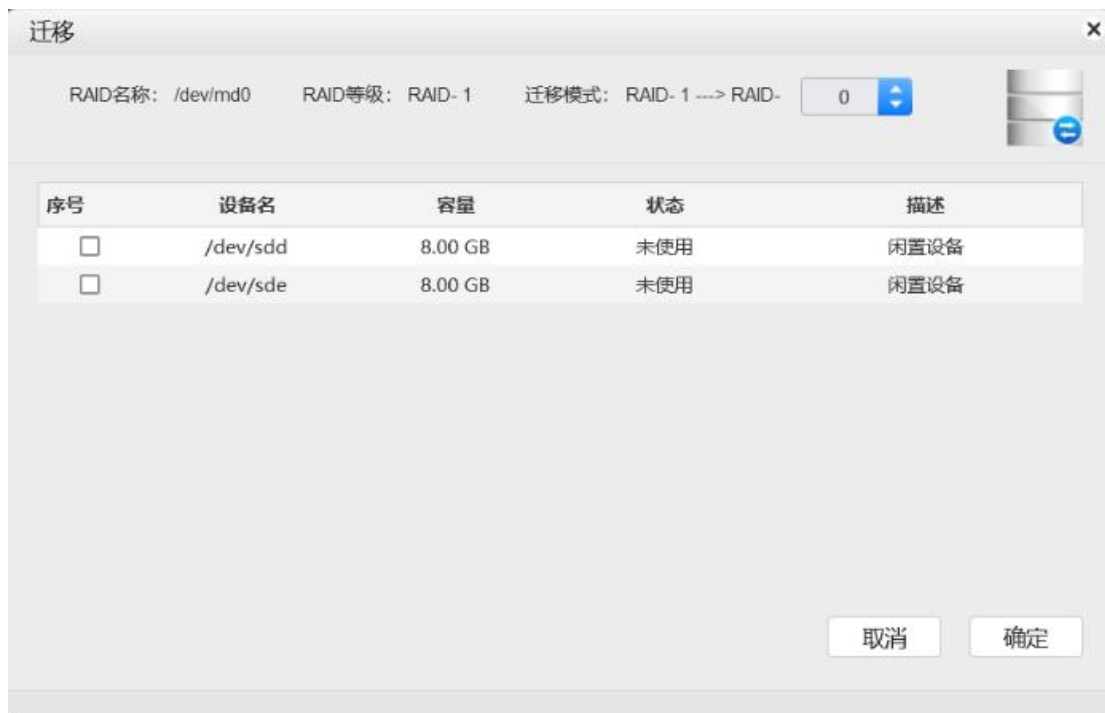 迁移
RAID名称： /dev/md0 RAID等级： RAID- 1 迁移模式： RAID- 1 ---> RAID- 0
序号 设备名 容量 状态 描述
/dev/sdd 8.00 GB 未使用 闲置设备
/dev/sde 8.00 GB 未使用 闲置设备
取消 确定